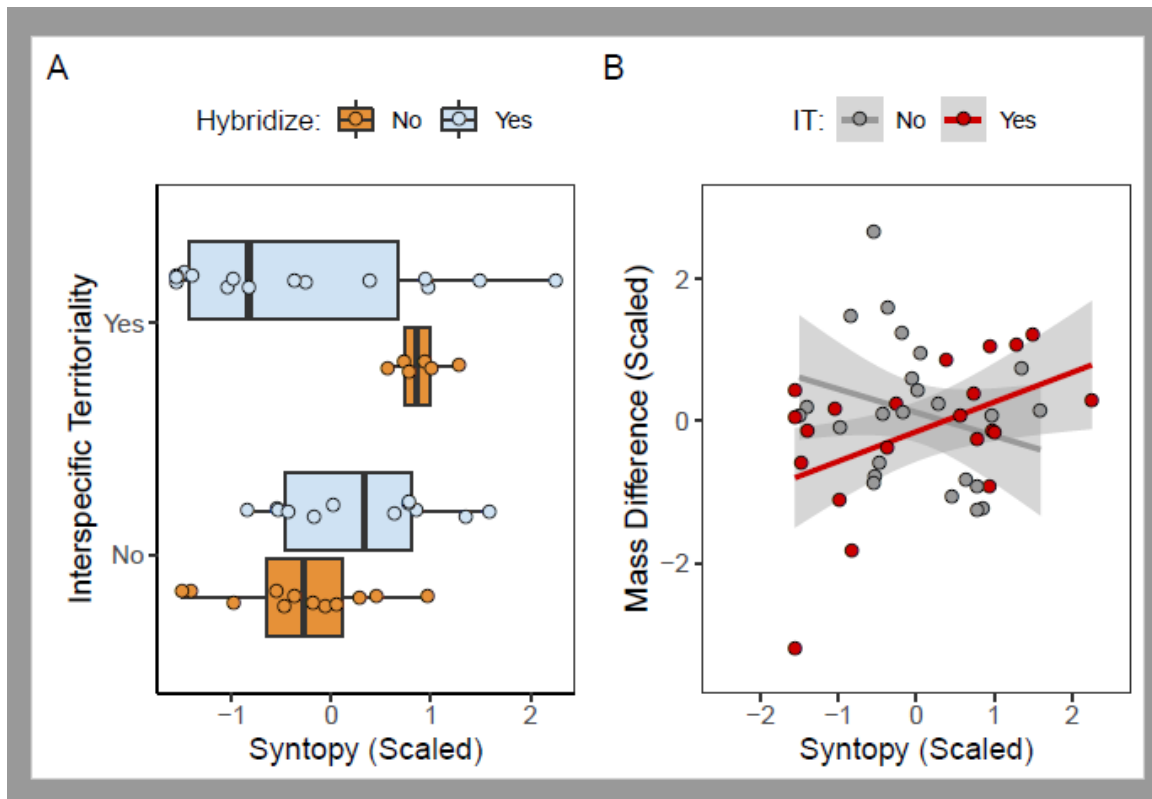 A
Hybridize: No Yes
Interspecific Territoriality
Yes
No
−1 0 1 2
Syntopy (Scaled)
B
IT: No Yes
Mass Difference (Scaled)
2
0
−2
−2 −1 0 1 2
Syntopy (Scaled)